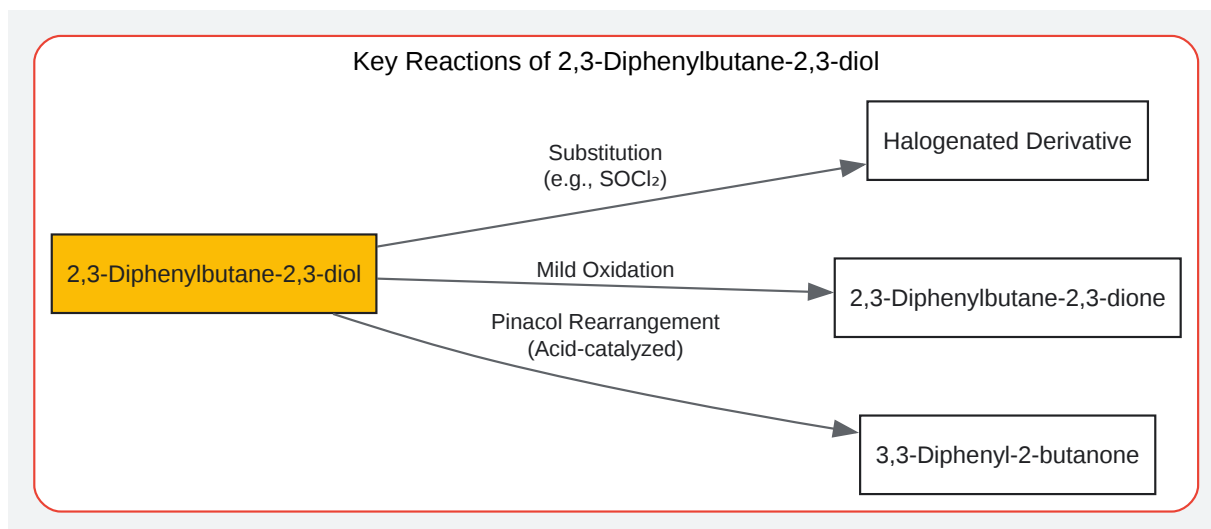 Key Reactions of 2,3-Diphenylbutane-2,3-diol
Halogenated Derivative
Substitution
(e.g., SOCl₂)
2,3-Diphenylbutane-2,3-diol
Mild Oxidation
2,3-Diphenylbutane-2,3-dione
Pinacol Rearrangement
(Acid-catalyzed)
3,3-Diphenyl-2-butanone